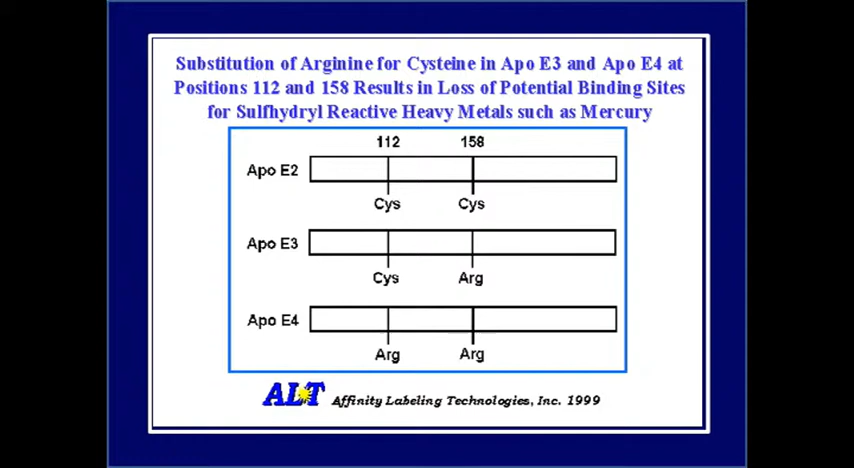 Substitution of Arginine for Cysteine in Apo E3 and Apo E4 at
Positions 112 and 158 Results in Loss of Potential Binding Sites
for Sulfhydryl Reactive Heavy Metals such as Mercury
112 158
Apo E2
Cys Cys
Apo E3
Cys Arg
Apo E4
Arg Arg
ALT Affinity Labeling Technologies, Inc. 1999